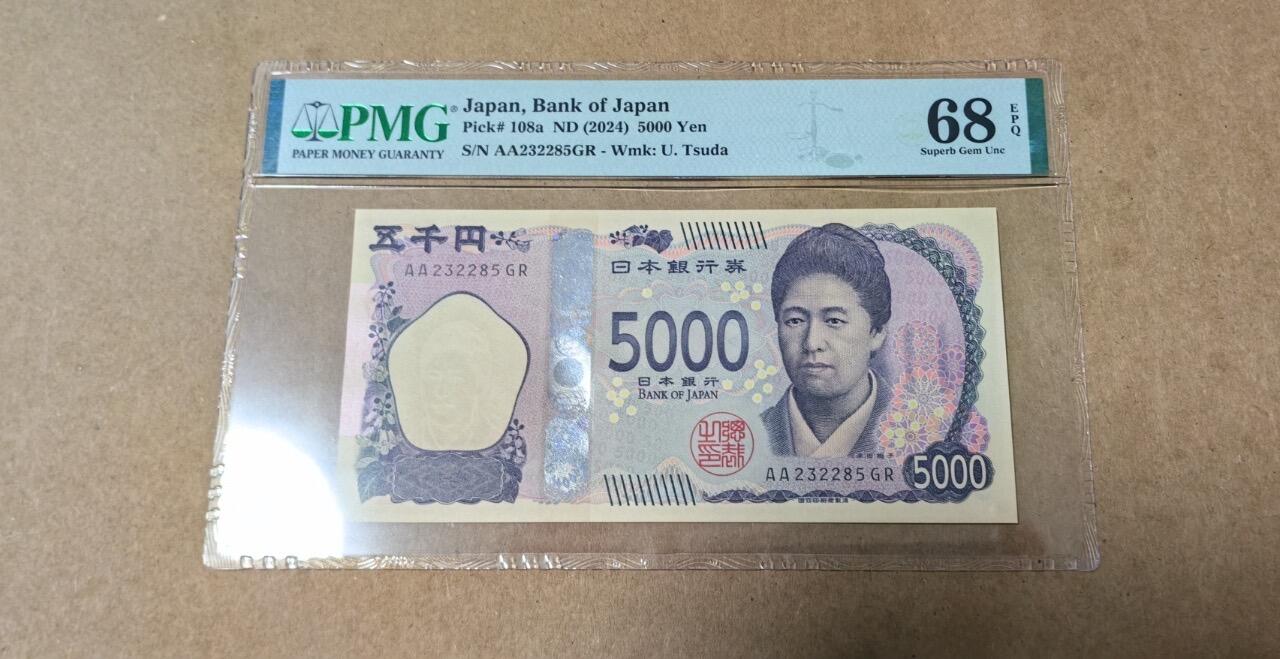 PMG®
PAPER MONEY GUARANTY
Japan, Bank of Japan
Pick# 108a ND (2024) 5000 Yen
S/N AA232285GR - Wmk: U. Tsuda
68
EPQ
Superb Gem Unc
五千円
AA232285GR
日本銀行券
5000
日本銀行
BANK OF JAPAN
AA232285GR
5000